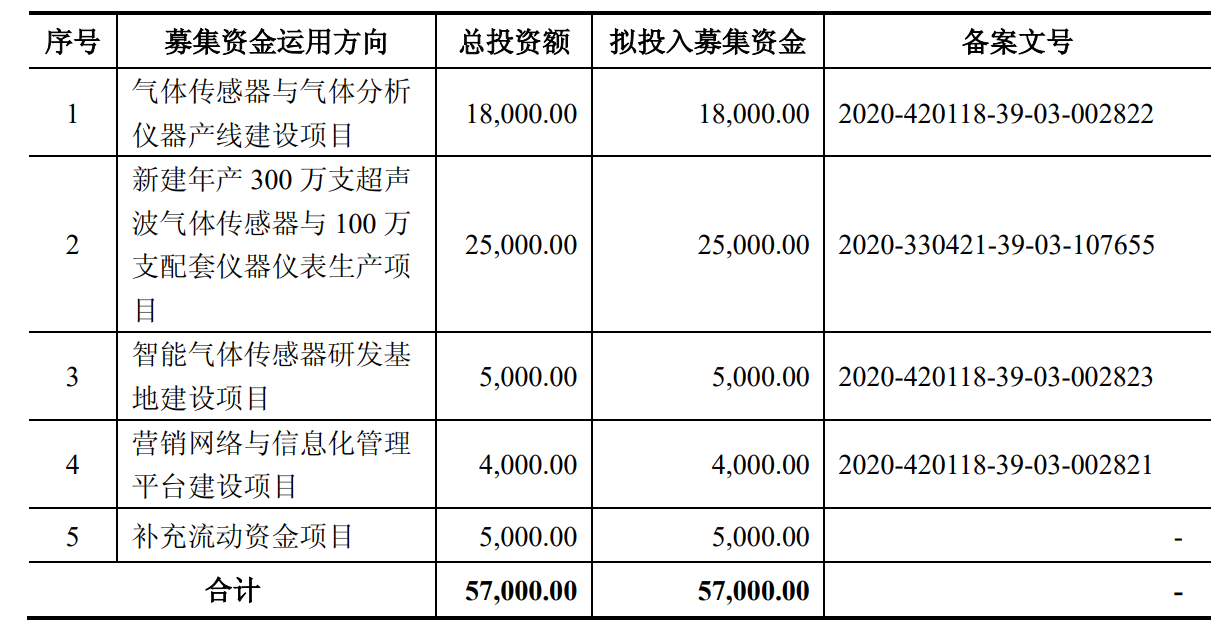 序号 募集资金运用方向 总投资额 拟投入募集资金 备案文号
1 气体传感器与气体分析仪器产线建设项目 18,000.00 18,000.00 2020-420118-39-03-002822
2 新建年产 300 万支超声波气体传感器与 100 万支配套仪器仪表生产项目 25,000.00 25,000.00 2020-330421-39-03-107655
3 智能气体传感器研发基地建设项目 5,000.00 5,000.00 2020-420118-39-03-002823
4 营销网络与信息化管理平台建设项目 4,000.00 4,000.00 2020-420118-39-03-002821
5 补充流动资金项目 5,000.00 5,000.00 -
合计 57,000.00 57,000.00 -